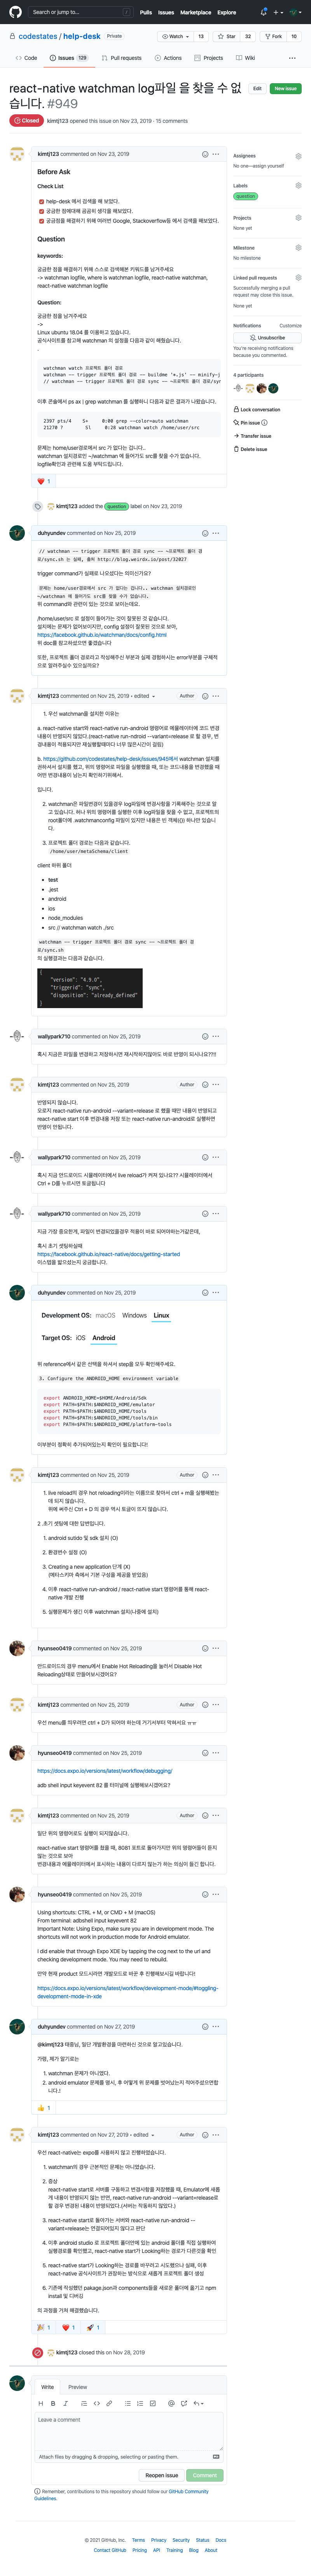 Search or jump to...
Pulls Issues Marketplace Explore
codestates / help-desk Private
Watch 13 Star 32 Fork 10
Code Issues 129 Pull requests Actions Projects Wiki
react-native watchman log파일 을 찾을 수 없습니다. #949
Edit New issue
Closed kimtj123 opened this issue on Nov 23, 2019 · 15 comments
kimtj123 commented on Nov 23, 2019
Before Ask
Check List
help-desk 에서 검색을 해 보았다.
궁금한 점에대해 곰곰히 생각을 해보았다.
궁금점을 해결하기 위해 여러번 Google, Stackoverflow등 에서 검색을 해보았다.
Question
keywords:
궁금한 점을 해결하기 위해 스스로 검색해본 키워드를 남겨주세요
-> watchman logfile, where is watchman logfile, react-native watchman,
react-native watchman logfile
Question:
궁금한 점을 남겨주세요
->
Linux ubuntu 18.04 를 이용하고 있습니다.
공식사이트를 참고해 watchman 의 설정을 다음과 같이 해줬습니다.
watchman watch 프로젝트 폴더 경로
watchman -- trigger 프로젝트 폴더 경로 -- buildme '*.js' -- minify-j
// watchman -- trigger 프로젝트 폴더 경로 sync -- ~프로젝트 폴더 경로/syr
이후 콘솔에서 ps ax | grep watchman 를 실행하니 다음과 같은 결과가 나왔습니다.
2397 pts/4 S+ 0:00 grep --color=auto watchman
21270 ? Sl 0:28 watchman watch /home/user/src
문제는 home/user경로에서 src 가 없다는 겁니다..
watchman 설치경로인 ~/watchman 에 들어가도 src를 찾을 수가 없습니다.
logfile확인과 관련해 도움 부탁드립니다.
1
kimtj123 added the question label on Nov 23, 2019
duhyundev commented on Nov 25, 2019
// watchman -- trigger 프로젝트 폴더 경로 sync -- ~프로젝트 폴더 경
로/sync.sh 는 실패, 출처 http://blog.weirdx.io/post/32027
trigger command가 실패로 나오셨다는 의미이신가요?
문제는 home/user경로에서 src 가 없다는 겁니다.. watchman 설치경로인
~/watchman 에 들어가도 src를 찾을 수가 없습니다.
위 command와 관련이 있는 것으로 보이는데요.
/home/user/src 로 설정이 들어가는것이 잘못된 것 같습니다.
설치에는 문제가 없어보이지만, config 설정이 잘못된 것으로 보여,
https://facebook.github.io/watchman/docs/config.html
위 doc를 참고하셨으면 좋겠습니다
또한, 프로젝트 폴더 경로라고 작성해주신 부분과 실제 경험하시는 error부분을 구체적
으로 알려주실수 있으실까요?
kimtj123 commented on Nov 25, 2019 • edited Author
1. 우선 watchman을 설치한 이유는
a. react-native start와 react-native run-android 명령어로 애뮬레이터에 코드 변경
내용이 반영되지 않았다.(react-native run-android --variant=release 로 할 경우, 변
경내용이 적용되지만 재실행할때마다 너무 많은시간이 걸림)
b. https://github.com/codestates/help-desk/issues/945에서 watchman 설치를
권하셔서 설치를 했고, 위의 명령어로 파일을 실행했을 때, 또는 코드내용을 변경했을 때
어떤 변경내용이 남는지 확인하기위해서.
입니다.
2. watchman은 파일변경이 있을경우 log파일에 변경사항을 기록해주는 것으로 알
고 있다. 허나 위의 명령어를 실행한 이후 log파일을 찾을 수 없고, 프로젝트의
root폴더에 .watchmanconfig 파일이 있지만 내용은 빈 객체({}) 하나만 있습니
다.
3. 프로젝트 폴더 경로는 다음과 같습니다.
/home/user/metaSchema/client
client 하위 폴더
test
.jest
android
ios
node_modules
src // watchman watch ./src
watchman -- trigger 프로젝트 폴더 경로 sync -- ~프로젝트 폴더 경
로/sync.sh
의 실행결과는 다음과 같습니다.
{
"version": "4.9.0",
"triggerid": "sync",
"disposition": "already_defined"
}
wallypark710 commented on Nov 25, 2019
혹시 지금은 파일을 변경하고 저장하시면 재시작하지않아도 바로 반영이 되시나요??!!
kimtj123 commented on Nov 25, 2019 Author
반영되지 않습니다.
오로지 react-native run-android --variant=release 로 했을 때만 내용이 반영되고
react-native start 이후 변경내용 저장 또는 react-native run-android로 실행하면
반영이 안됩니다.
wallypark710 commented on Nov 25, 2019
혹시 지금 안드로이드 시뮬레이터에서 live reload가 켜져 있나요?? 시뮬레이터에서
Ctrl + D를 누르시면 토글됩니다
wallypark710 commented on Nov 25, 2019
지금 가장 중요한게, 파일이 변경되었을경우 적용이 바로 되어야하는거같은데,
혹시 초기 셋팅하실때
https://facebook.github.io/react-native/docs/getting-started
이스텝을 밟으셨는지 궁금합니다.
duhyundev commented on Nov 25, 2019
Development OS: macOS Windows Linux
Target OS: iOS Android
위 reference에서 같은 선택을 하셔서 step을 모두 확인해주세요.
3. Configure the ANDROID_HOME environment variable
export ANDROID_HOME=$HOME/Android/Sdk
export PATH=$PATH:$ANDROID_HOME/emulator
export PATH=$PATH:$ANDROID_HOME/tools
export PATH=$PATH:$ANDROID_HOME/tools/bin
export PATH=$PATH:$ANDROID_HOME/platform-tools
이부분이 정확히 추가되어있는지 확인이 필요합니다!
kimtj123 commented on Nov 25, 2019 Author
1. live reload의 경우 hot reloading이라는 이름으로 찾아서 ctrl + m을 실행해봤는
데 되지 않습니다.
위에 써주신 Ctrl + D 의 경우 역시 토글이 뜨지 않습니다.
2 .초기 셋팅에 대한 답변입니다.
1. android sutido 및 sdk 설치 (O)
2. 환경변수 설정 (O)
3. Creating a new application 단계 (X)
(메타스키마 측에서 기본 구성을 제공을 받았음)
4. 이후 react-native run-android / react-native start 명령어를 통해 react-
native 개발 진행
5. 실행문제가 생긴 이후 watchman 설치(나중에 설치)
hyunseo0419 commented on Nov 25, 2019
안드로이드의 경우 menu에서 Enable Hot Reloading을 눌러서 Disable Hot
Reloading상태로 만들어보시겠어요?
kimtj123 commented on Nov 25, 2019 Author
우선 menu를 띄우려면 ctrl + D가 되어야 하는데 거기서부터 막혀서요 ㅠㅠ
hyunseo0419 commented on Nov 25, 2019
https://docs.expo.io/versions/latest/workflow/debugging/
adb shell input keyevent 82 를 터미널에 실행해보시겠어요?
kimtj123 commented on Nov 25, 2019 Author
일단 위의 명령어로도 실행이 되지않습니다.
react-native start 명령어를 쳤을 때, 8081 포트로 돌아가지만 위의 명령어들이 듣지
않는 것으로 보아
변경내용과 에뮬레이터에서 표시하는 내용이 다르지 않는가 하는 의심이 들긴 합니다.
hyunseo0419 commented on Nov 25, 2019
Using shortcuts: CTRL + M, or CMD + M (macOS)
From terminal: adbshell input keyevent 82
Important Note: Using Expo, make sure you are in development mode. The
shortcuts will not work in production mode for Android emulator.
I did enable that through Expo XDE by tapping the cog next to the url and
checking development mode. You may need to rebuild.
만약 현재 product 모드시라면 개발모드로 바꾼 후 진행해보시길 바랍니다!
https://docs.expo.io/versions/latest/workflow/development-mode/#toggling-
development-mode-in-xde
duhyundev commented on Nov 27, 2019
@kimtj123 태중님, 일단 개발환경을 마련하신 것으로 알고있습니다.
가령, 제가 알기로는
1. watchman 문제가 아니었다.
2. android emulator 문제를 명시, 후 어떻게 위 문제를 벗어났는지 적어주셨으면합
니다.!
1
kimtj123 commented on Nov 27, 2019 • edited Author
우선 react-native는 expo를 사용하지 않고 진행하였습니다.
1. watchman의 경우 근본적인 문제는 아니었습니다.
2. 증상
react-native start로 서버를 구동하고 변경사항을 저장했을 때, Emulator에 새롭
게 내용이 반영되지 않는 반면, react-native run-android --variant=release로
할 경우 변경된 내용이 반영되었다.(서버는 작동하지 않았다.)
3. react-native start로 돌아가는 서버와 react-native run-android --
variant=release는 연결되어있지 않다고 판단
4. 이후 android studio 로 프로젝트 폴더안에 있는 android 폴더를 직접 실행하여
실행경로를 확인했고, react-native start가 Looking하는 경로가 다른것을 확인
5. react-native start가 Looking하는 경로를 바꾸려고 시도했으나 실패, 이후
react-native 공식사이트가 권장하는 방식으로 새롭게 프로젝트 폴더 생성
6. 기존에 작성했던 pakage.json과 components들을 새로운 폴더에 옮기고 npm
install 및 디버깅
의 과정을 거쳐 해결했습니다.
1 1 1
kimtj123 closed this on Nov 28, 2019
Write Preview
Leave a comment
Attach files by dragging & dropping, selecting or pasting them.
Reopen issue Comment
Remember, contributions to this repository should follow our GitHub Community
Guidelines.
Assignees
No one—assign yourself
Labels
question
Projects
None yet
Milestone
No milestone
Linked pull requests
Successfully merging a pull
request may close this issue.
None yet
Notifications Customize
Unsubscribe
You're receiving notifications
because you commented.
4 participants
Lock conversation
Pin issue
Transfer issue
Delete issue
© 2021 GitHub, Inc. Terms Privacy Security Status Docs
Contact GitHub Pricing API Training Blog About